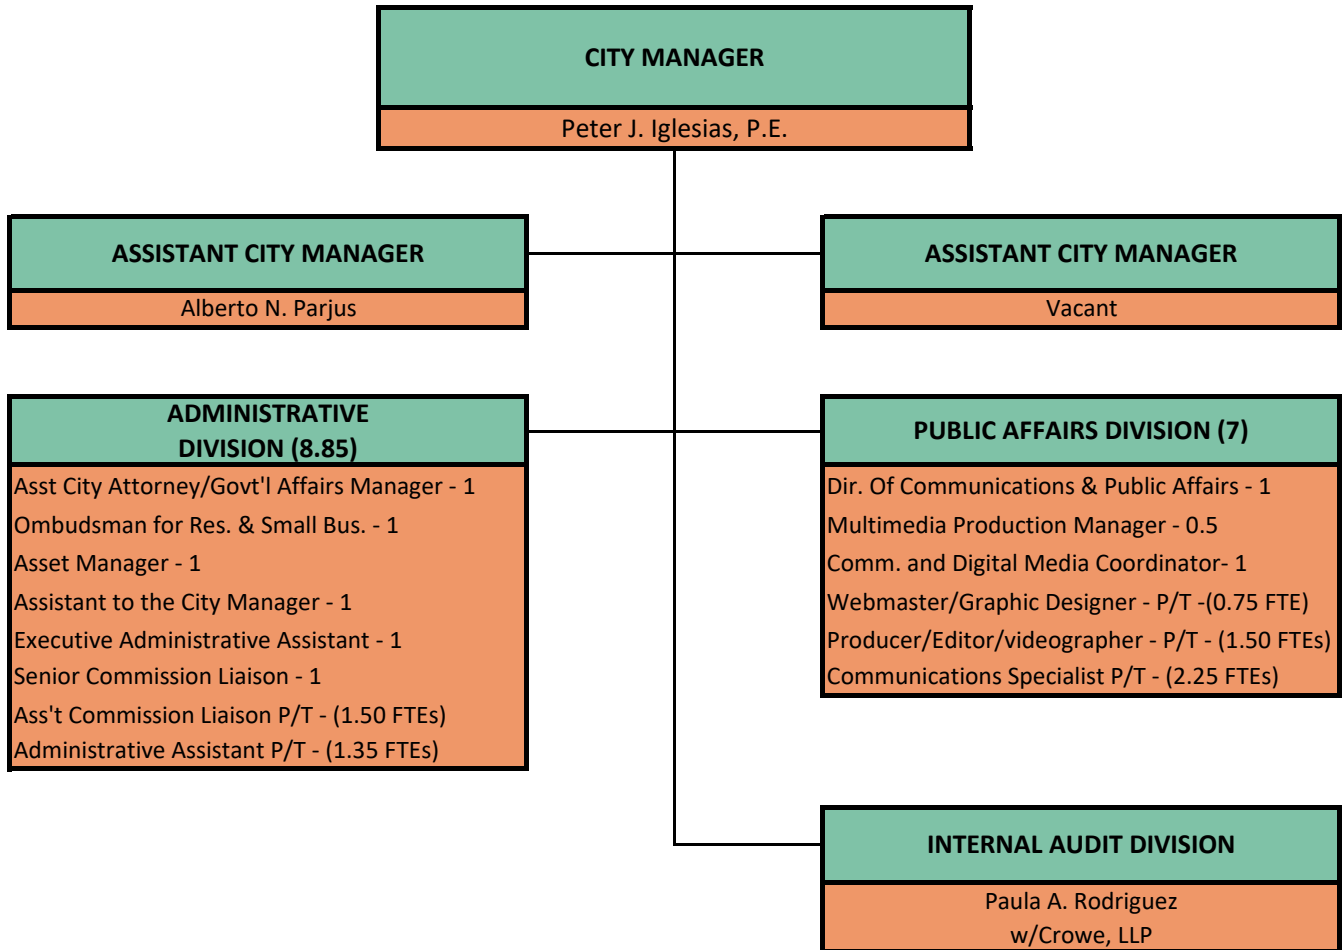 CITY MANAGER
Peter J. Iglesias, P.E.
ASSISTANT CITY MANAGER
Alberto N. Parjus
ASSISTANT CITY MANAGER
Vacant
ADMINISTRATIVE
DIVISION (8.85)
Asst City Attorney/Govt'l Affairs Manager - 1
Ombudsman for Res. & Small Bus. - 1
Asset Manager - 1
Assistant to the City Manager - 1
Executive Administrative Assistant - 1
Senior Commission Liaison - 1
Ass't Commission Liaison P/T - (1.50 FTEs)
Administrative Assistant P/T - (1.35 FTEs)
PUBLIC AFFAIRS DIVISION (7)
Dir. Of Communications & Public Affairs - 1
Multimedia Production Manager - 0.5
Comm. and Digital Media Coordinator- 1
Webmaster/Graphic Designer - P/T -(0.75 FTE)
Producer/Editor/videographer - P/T - (1.50 FTEs)
Communications Specialist P/T - (2.25 FTEs)
INTERNAL AUDIT DIVISION
Paula A. Rodriguez
w/Crowe, LLP